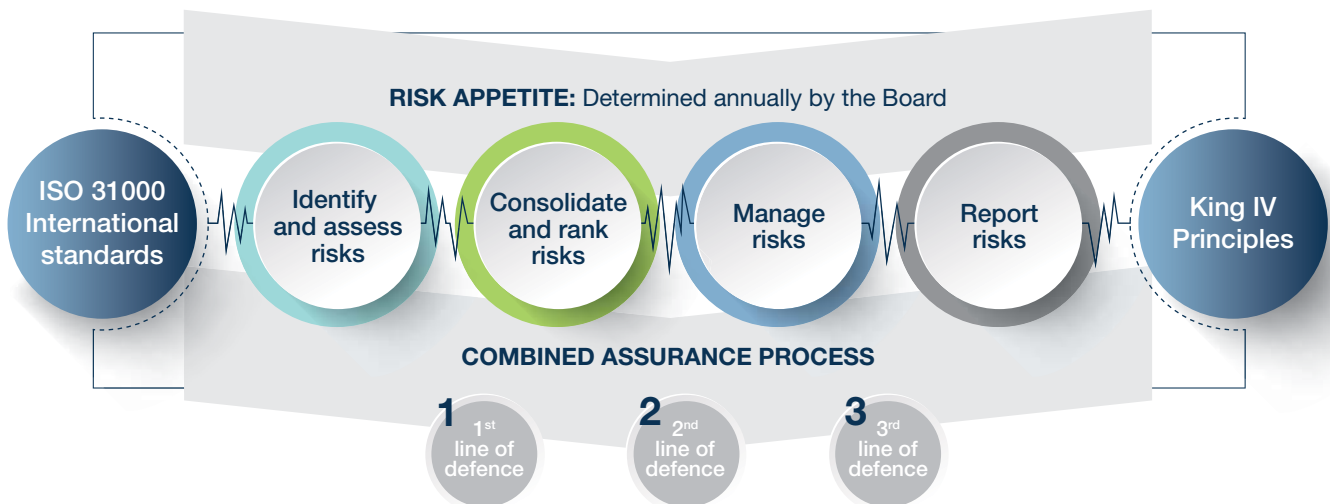 RISK APPETITE: Determined annually by the Board
ISO 31000
International
standards
Identify
and assess
risks
Consolidate
and rank
risks
Manage
risks
Report
risks
King IV
Principles
COMBINED ASSURANCE PROCESS
1
1st
line of
defence
2
2nd
line of
defence
3
3rd
line of
defence